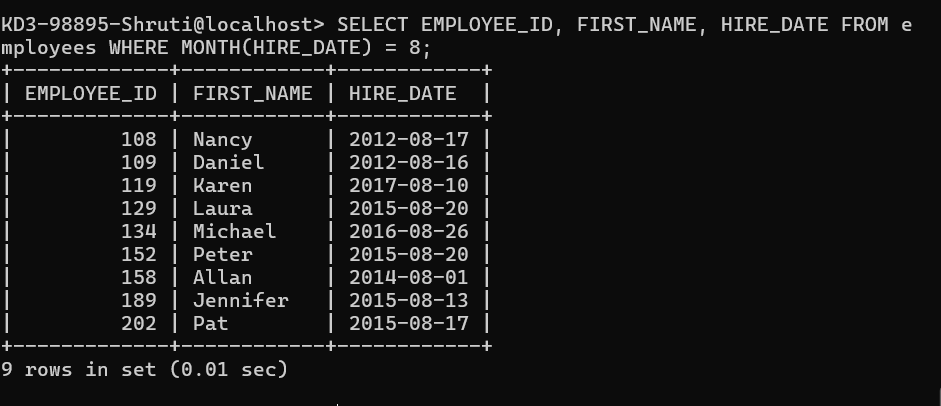 KD3-98895-Shruti@localhost> SELECT EMPLOYEE_ID, FIRST_NAME, HIRE_DATE FROM e
mployees WHERE MONTH(HIRE_DATE) = 8;
+-------------+------------+------------+
| EMPLOYEE_ID | FIRST_NAME | HIRE_DATE  |
+-------------+------------+------------+
|         108 | Nancy      | 2012-08-17 |
|         109 | Daniel     | 2012-08-16 |
|         119 | Karen      | 2017-08-10 |
|         129 | Laura      | 2015-08-20 |
|         134 | Michael    | 2016-08-26 |
|         152 | Peter      | 2015-08-20 |
|         158 | Allan      | 2014-08-01 |
|         189 | Jennifer   | 2015-08-13 |
|         202 | Pat        | 2015-08-17 |
+-------------+------------+------------+
9 rows in set (0.01 sec)